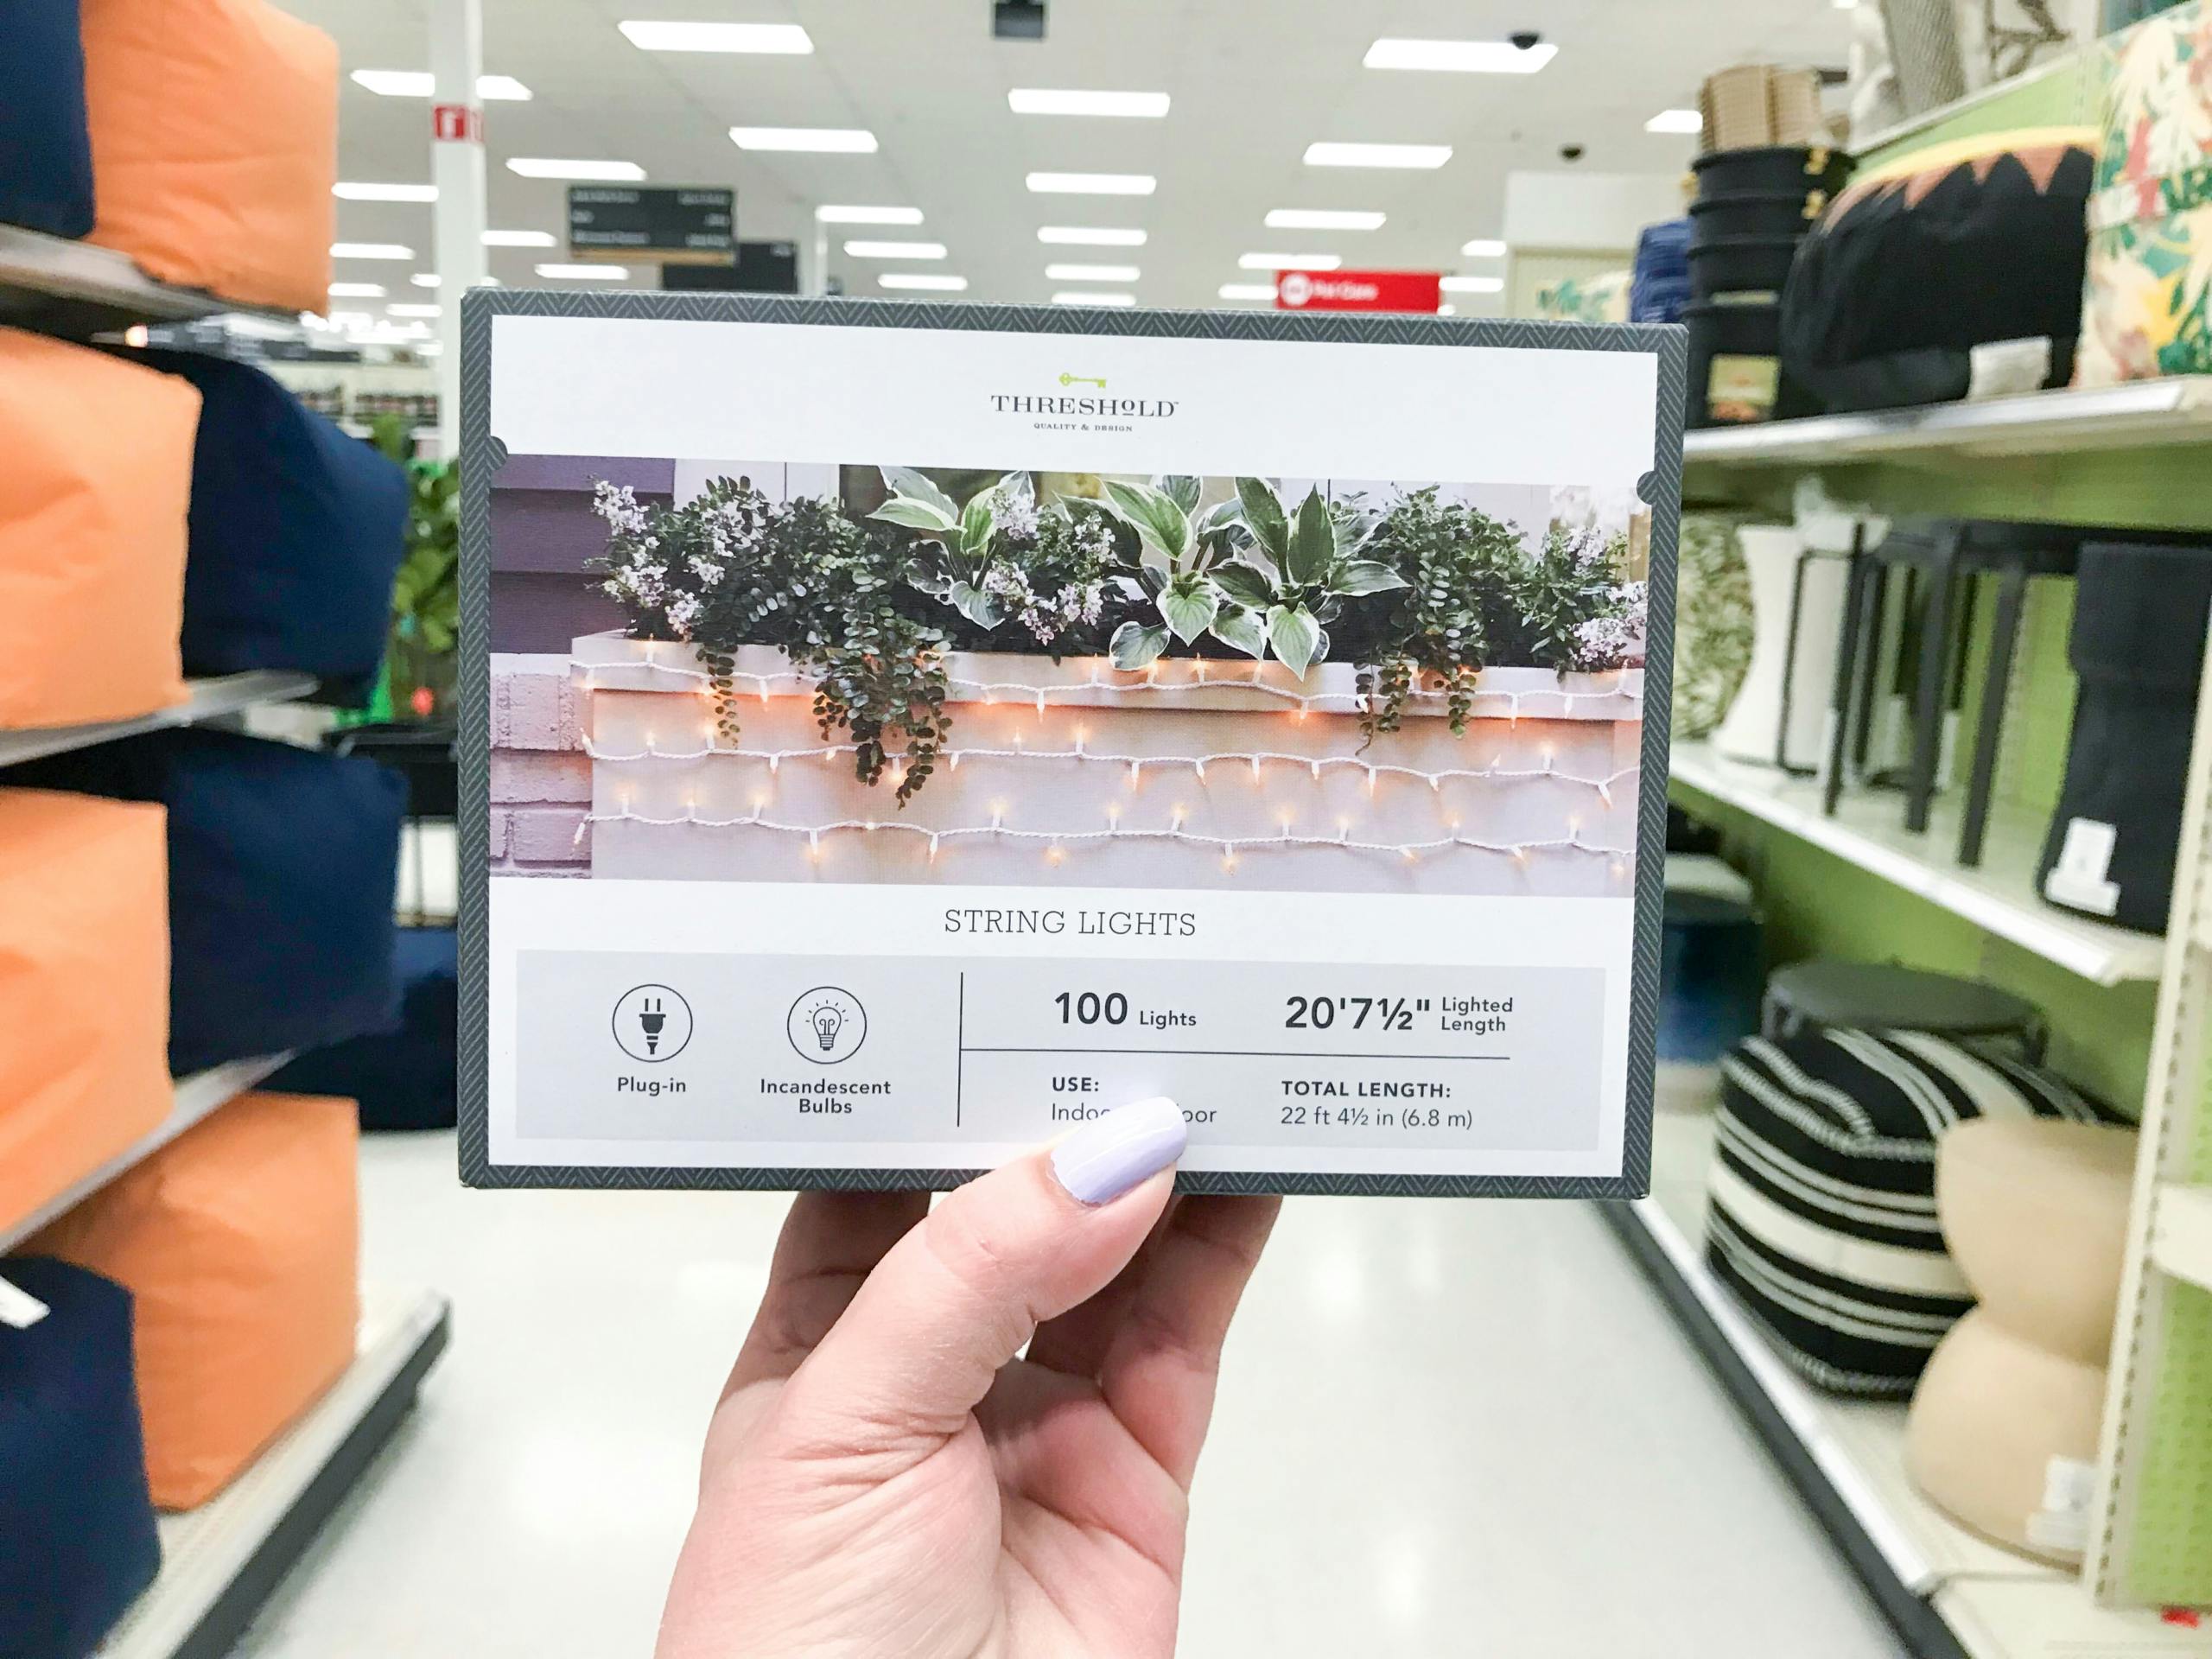 THRESHOLD™
QUALITY & DESIGN
STRING LIGHTS
Plug-in
Incandescent
Bulbs
100 Lights
20'7½" Lighted
Length
USE:
TOTAL LENGTH:
22 ft 4½ in (6.8 m)